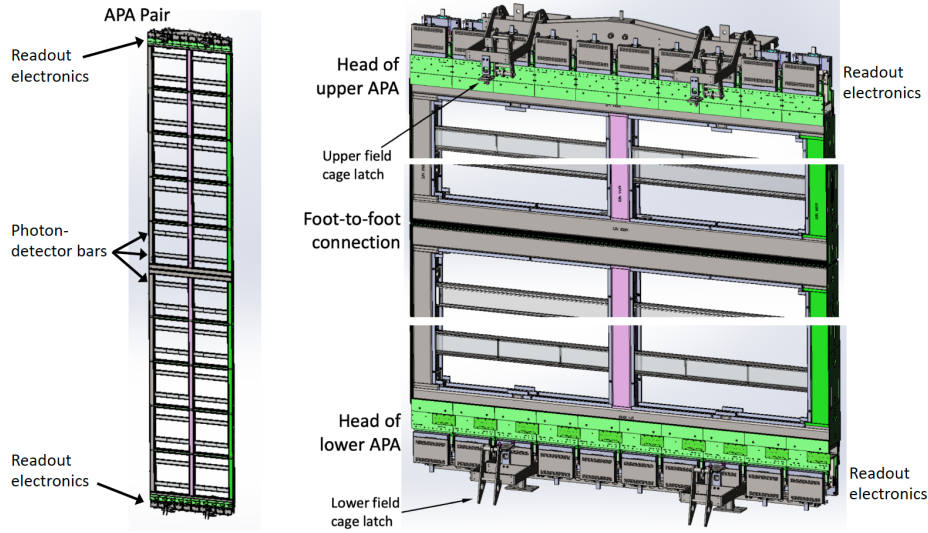 APA Pair
Readout
electronics
Photon-
detector bars
Readout
electronics
Head of
upper APA
Readout
electronics
Upper field
cage latch
Foot-to-foot
connection
Head of
lower APA
Lower field
cage latch
Readout
electronics